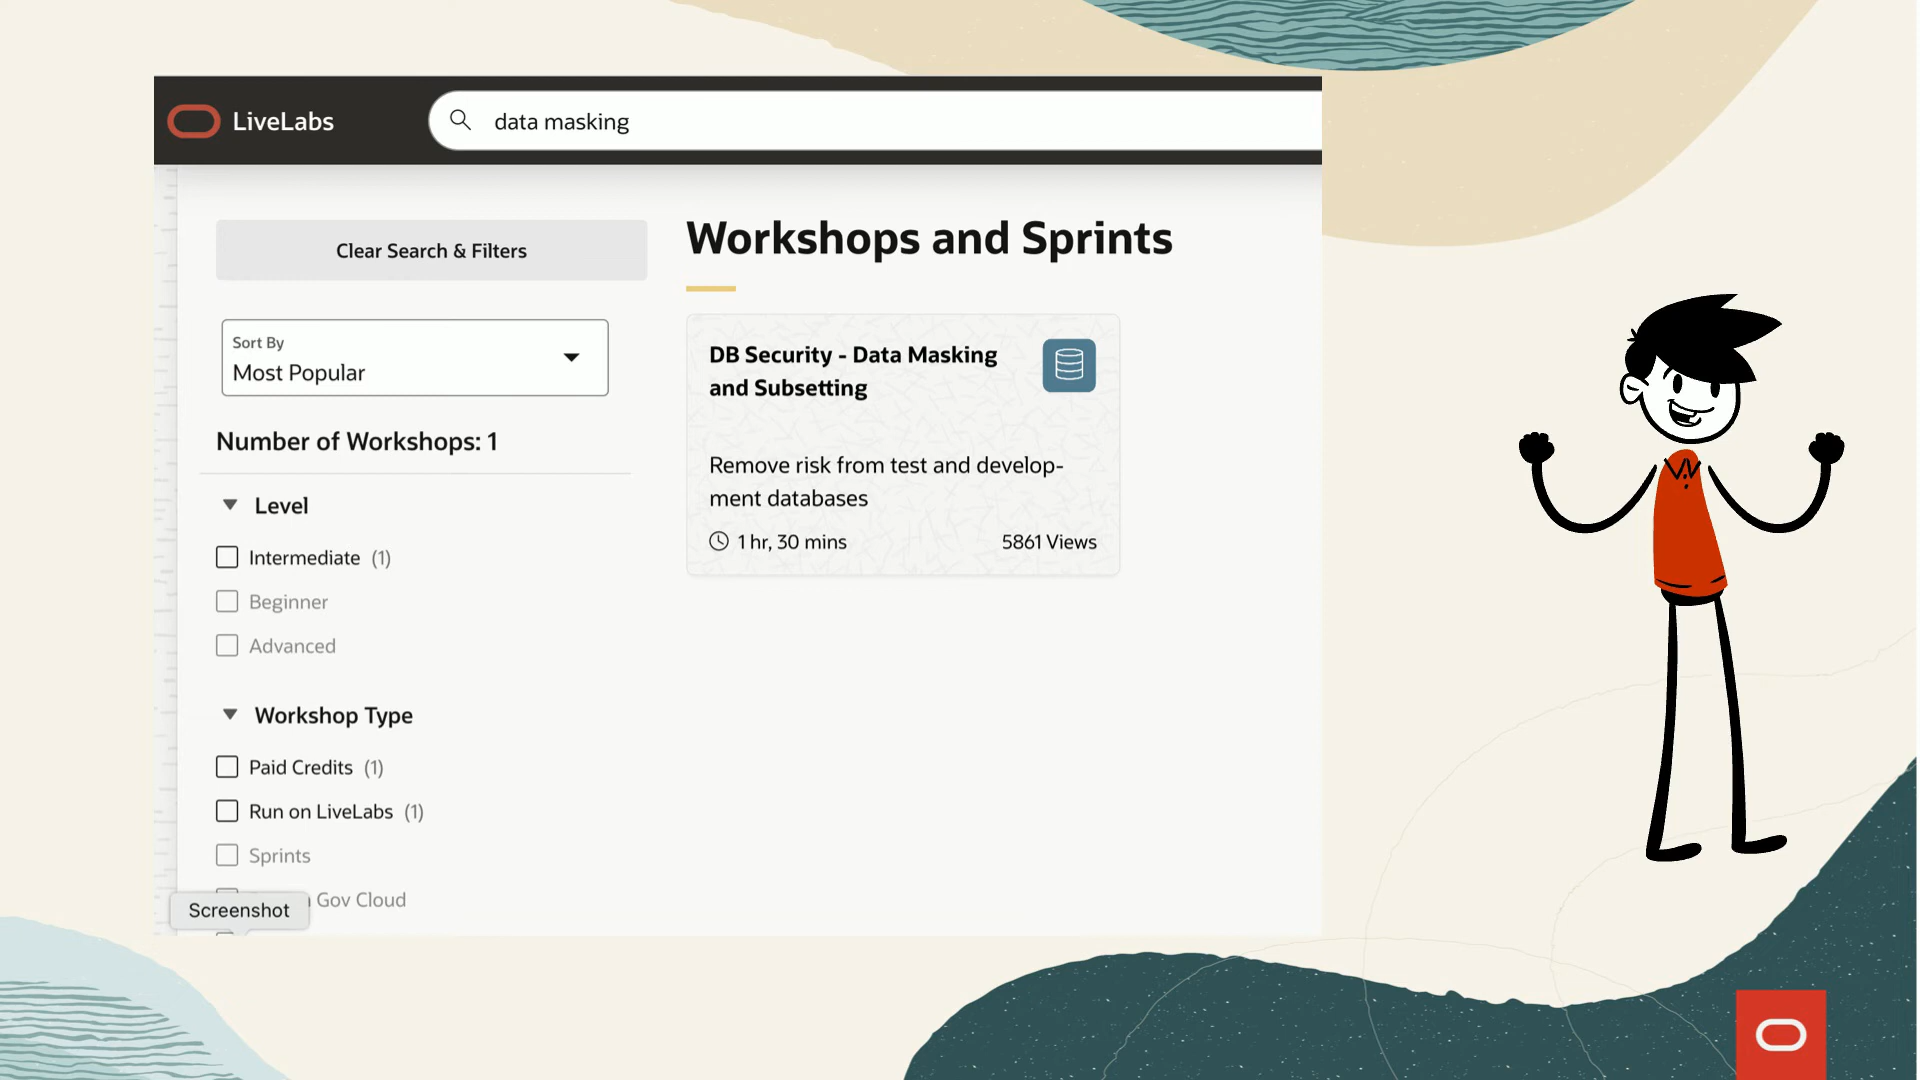 LiveLabs
data masking
Clear Search & Filters
Sort By
Most Popular
Number of Workshops: 1
Level
Intermediate (1)
Beginner
Advanced
Workshop Type
Paid Credits (1)
Run on LiveLabs (1)
Sprints
Gov Cloud
Screenshot
Workshops and Sprints
DB Security - Data Masking
and Subsetting
Remove risk from test and develop-
ment databases
1 hr, 30 mins
5861 Views